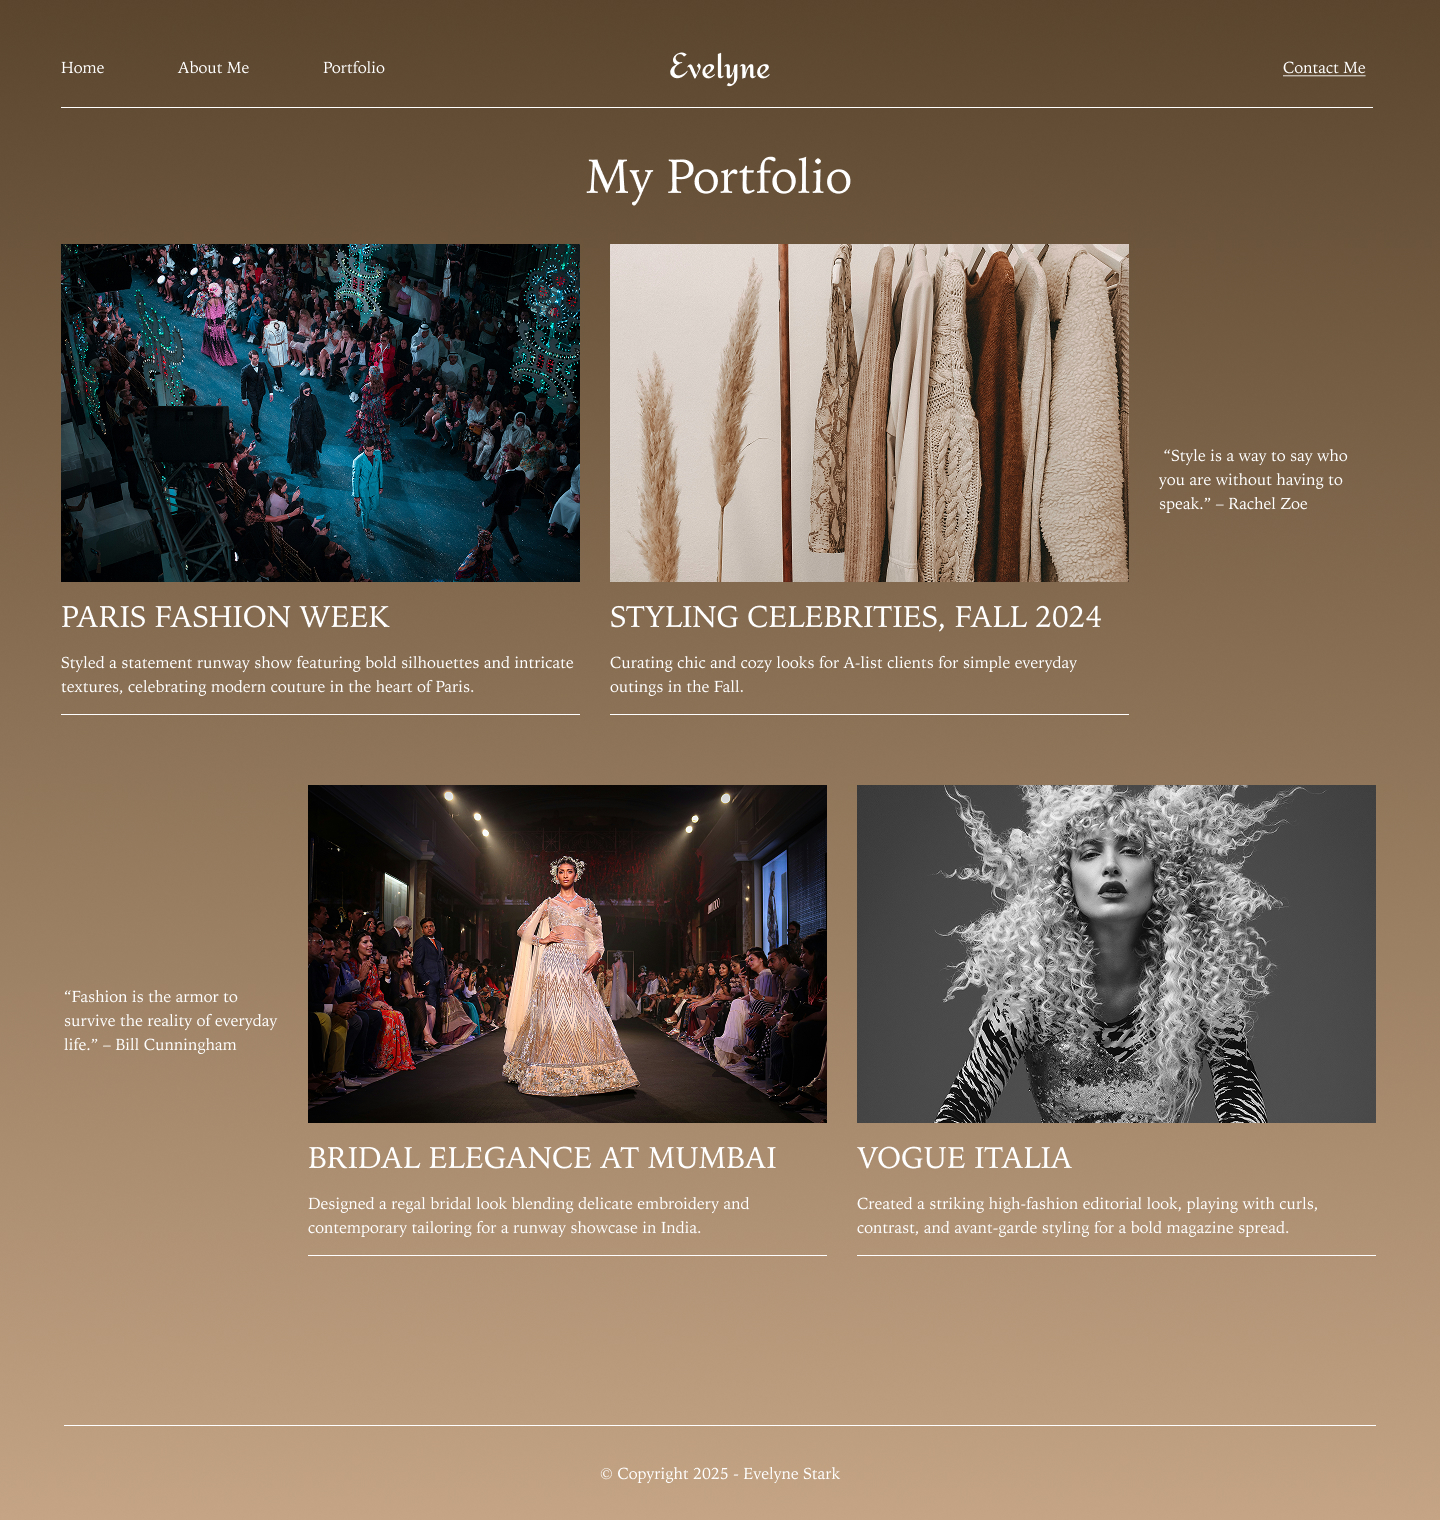 Home About Me Portfolio Evelyne Contact Me
My Portfolio
“Style is a way to say who
you are without having to
speak.” – Rachel Zoe
PARIS FASHION WEEK
Styled a statement runway show featuring bold silhouettes and intricate
textures, celebrating modern couture in the heart of Paris.
STYLING CELEBRITIES, FALL 2024
Curating chic and cozy looks for A-list clients for simple everyday
outings in the Fall.
“Fashion is the armor to
survive the reality of everyday
life.” – Bill Cunningham
BRIDAL ELEGANCE AT MUMBAI
Designed a regal bridal look blending delicate embroidery and
contemporary tailoring for a runway showcase in India.
VOGUE ITALIA
Created a striking high-fashion editorial look, playing with curls,
contrast, and avant-garde styling for a bold magazine spread.
© Copyright 2025 - Evelyne Stark